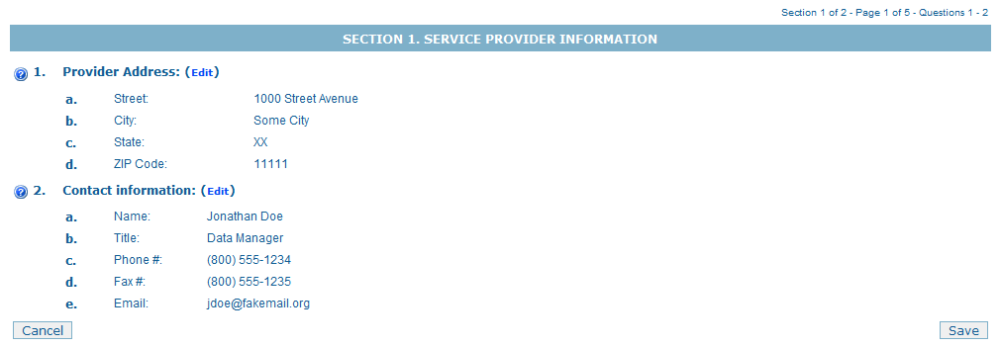 Section 1 of 2 - Page 1 of 5 - Questions 1 - 2
SECTION 1. SERVICE PROVIDER INFORMATION
? 1. Provider Address: (Edit)
a. Street: 1000 Street Avenue
b. City: Some City
c. State: XX
d. ZIP Code: 11111
? 2. Contact information: (Edit)
a. Name: Jonathan Doe
b. Title: Data Manager
c. Phone #: (800) 555-1234
d. Fax #: (800) 555-1235
e. Email: jdoe@fakemail.org
Cancel Save